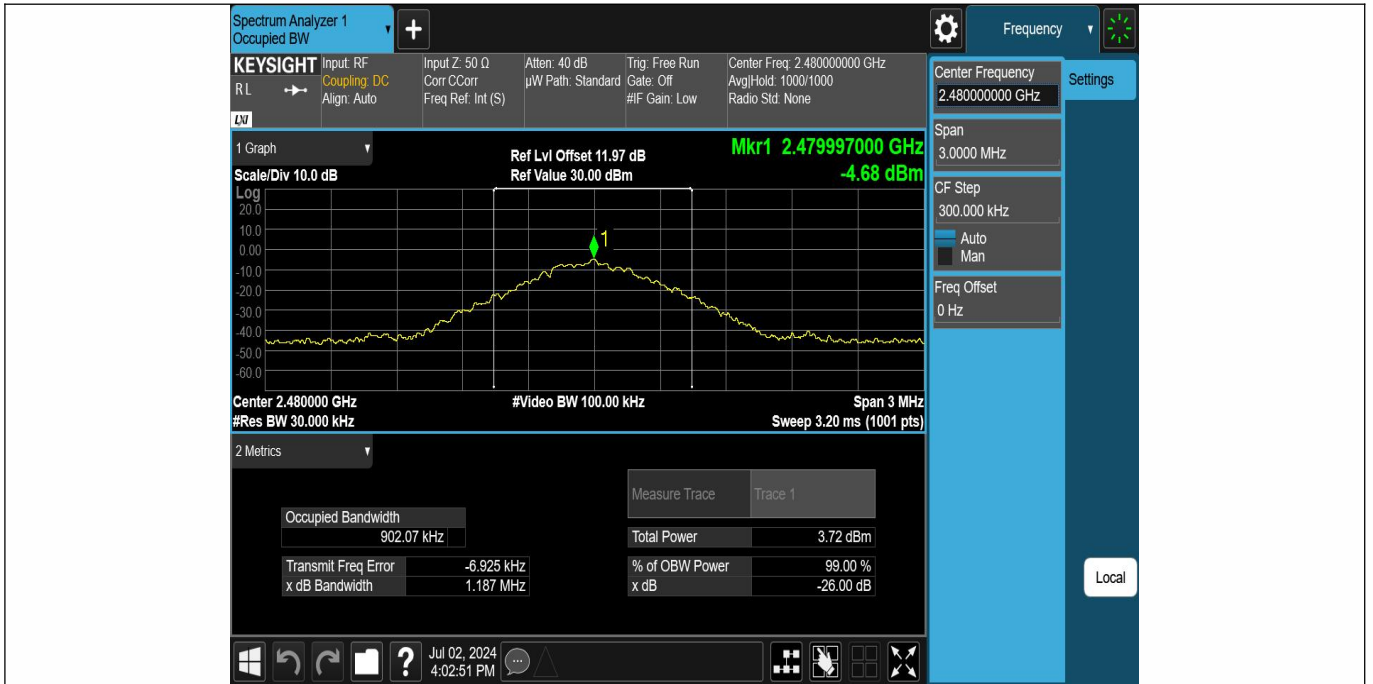 Spectrum Analyzer 1
Occupied BW
+
Frequency
KEYSIGHT
RL
LXI
Input: RF
Coupling: DC
Align: Auto
Input Z: 50 Ω
Corr CCorr
Freq Ref: Int (S)
Atten: 40 dB
µW Path: Standard
Trig: Free Run
Gate: Off
#IF Gain: Low
Center Freq: 2.480000000 GHz
Avg|Hold: 1000/1000
Radio Std: None
Center Frequency
2.480000000 GHz
Settings
Span
3.0000 MHz
CF Step
300.000 kHz
Auto
Man
Freq Offset
0 Hz
Local
1 Graph
Scale/Div 10.0 dB
Ref Lvl Offset 11.97 dB
Ref Value 30.00 dBm
Mkr1 2.479997000 GHz
-4.68 dBm
Log
20.0
10.0
0.00
-10.0
-20.0
-30.0
-40.0
-50.0
-60.0
1
Center 2.480000 GHz
#Video BW 100.00 kHz
Span 3 MHz
#Res BW 30.000 kHz
Sweep 3.20 ms (1001 pts)
2 Metrics
Measure Trace
Trace 1
Occupied Bandwidth
902.07 kHz
Total Power
3.72 dBm
Transmit Freq Error
-6.925 kHz
% of OBW Power
99.00 %
x dB Bandwidth
1.187 MHz
x dB
-26.00 dB
?
Jul 02, 2024
4:02:51 PM